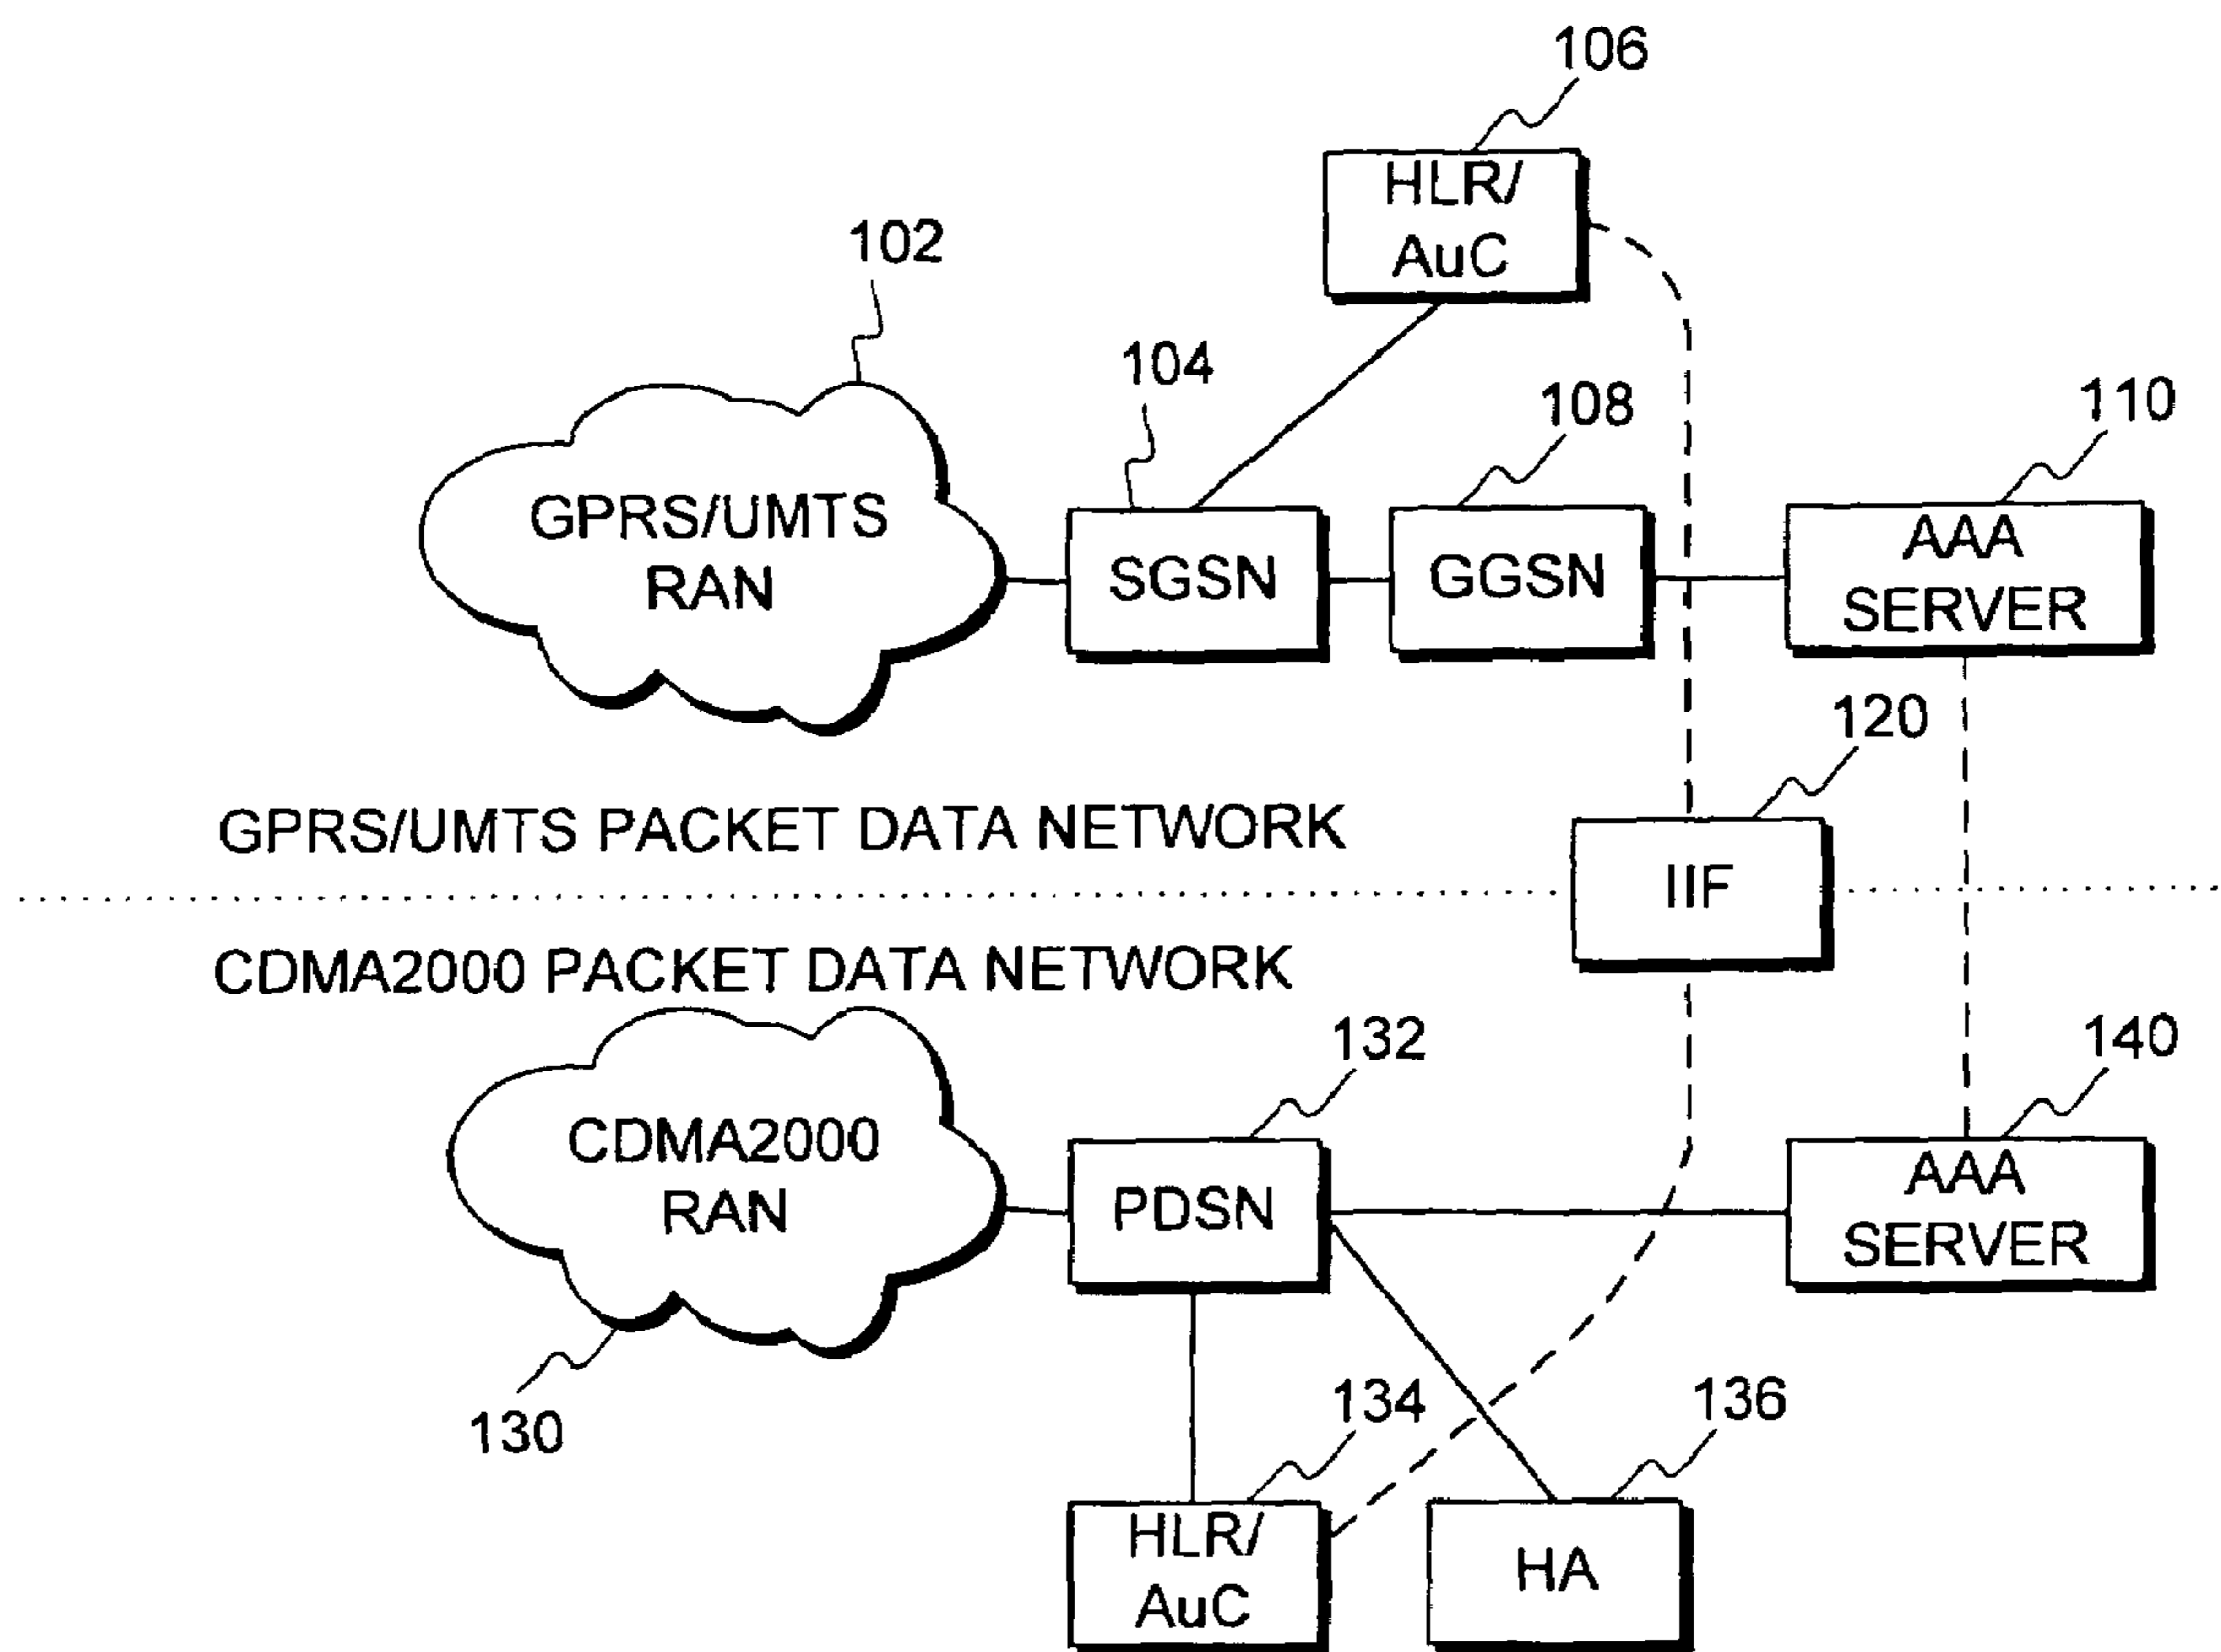 106
HLR/
AuC
102
104
108
110
GPRS/UMTS
RAN
SGSN
GGSN
AAA
SERVER
120
GPRS/UMTS PACKET DATA NETWORK
IIF
CDMA2000 PACKET DATA NETWORK
132
140
CDMA2000
RAN
PDSN
AAA
SERVER
130
134
136
HLR/
AuC
HA